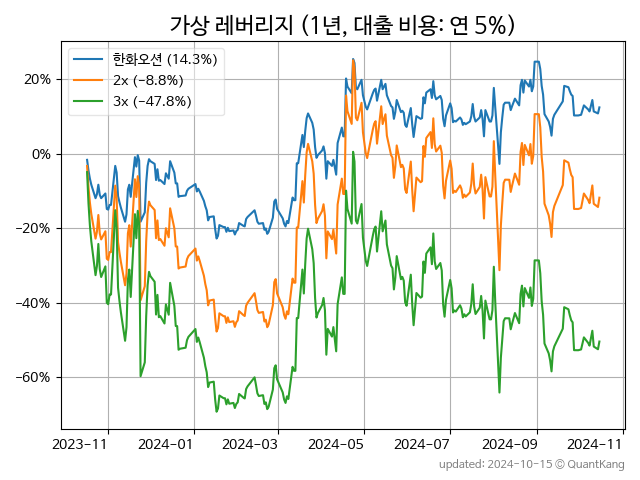 가상 레버리지 (1년, 대출 비용: 연 5%)
한화오션 (14.3%)
2x (−8.8%)
3x (−47.8%)
20%
0%
−20%
−40%
−60%
2023-11 2024-01 2024-03 2024-05 2024-07 2024-09 2024-11
updated: 2024-10-15 © QuantKang